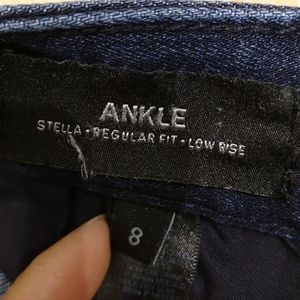 ANKLE
STELLA • REGULAR FIT • LOW RISE
8